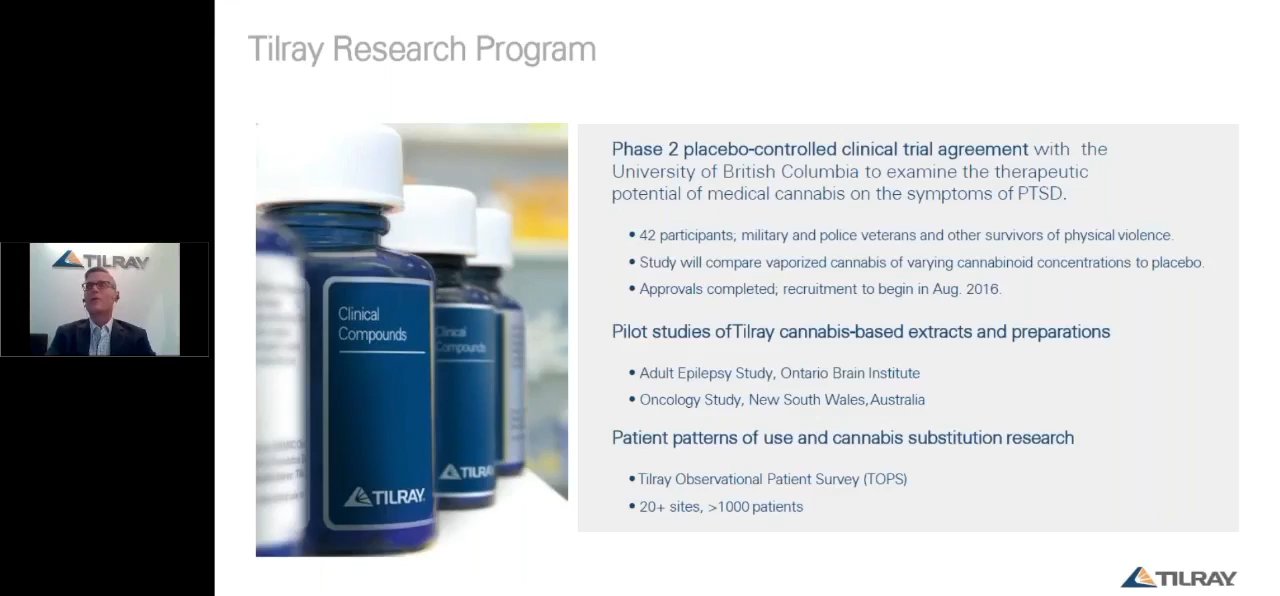 Tilray Research Program
TILRAY
Clinical
Compounds
TILRAY
Clinical
Compounds
TILRAY
Phase 2 placebo-controlled clinical trial agreement with the
University of British Columbia to examine the therapeutic
potential of medical cannabis on the symptoms of PTSD.
• 42 participants; military and police veterans and other survivors of physical violence.
• Study will compare vaporized cannabis of varying cannabinoid concentrations to placebo.
• Approvals completed; recruitment to begin in Aug. 2016.
Pilot studies of Tilray cannabis-based extracts and preparations
• Adult Epilepsy Study, Ontario Brain Institute
• Oncology Study, New South Wales, Australia
Patient patterns of use and cannabis substitution research
• Tilray Observational Patient Survey (TOPS)
• 20+ sites, >1000 patients
TILRAY